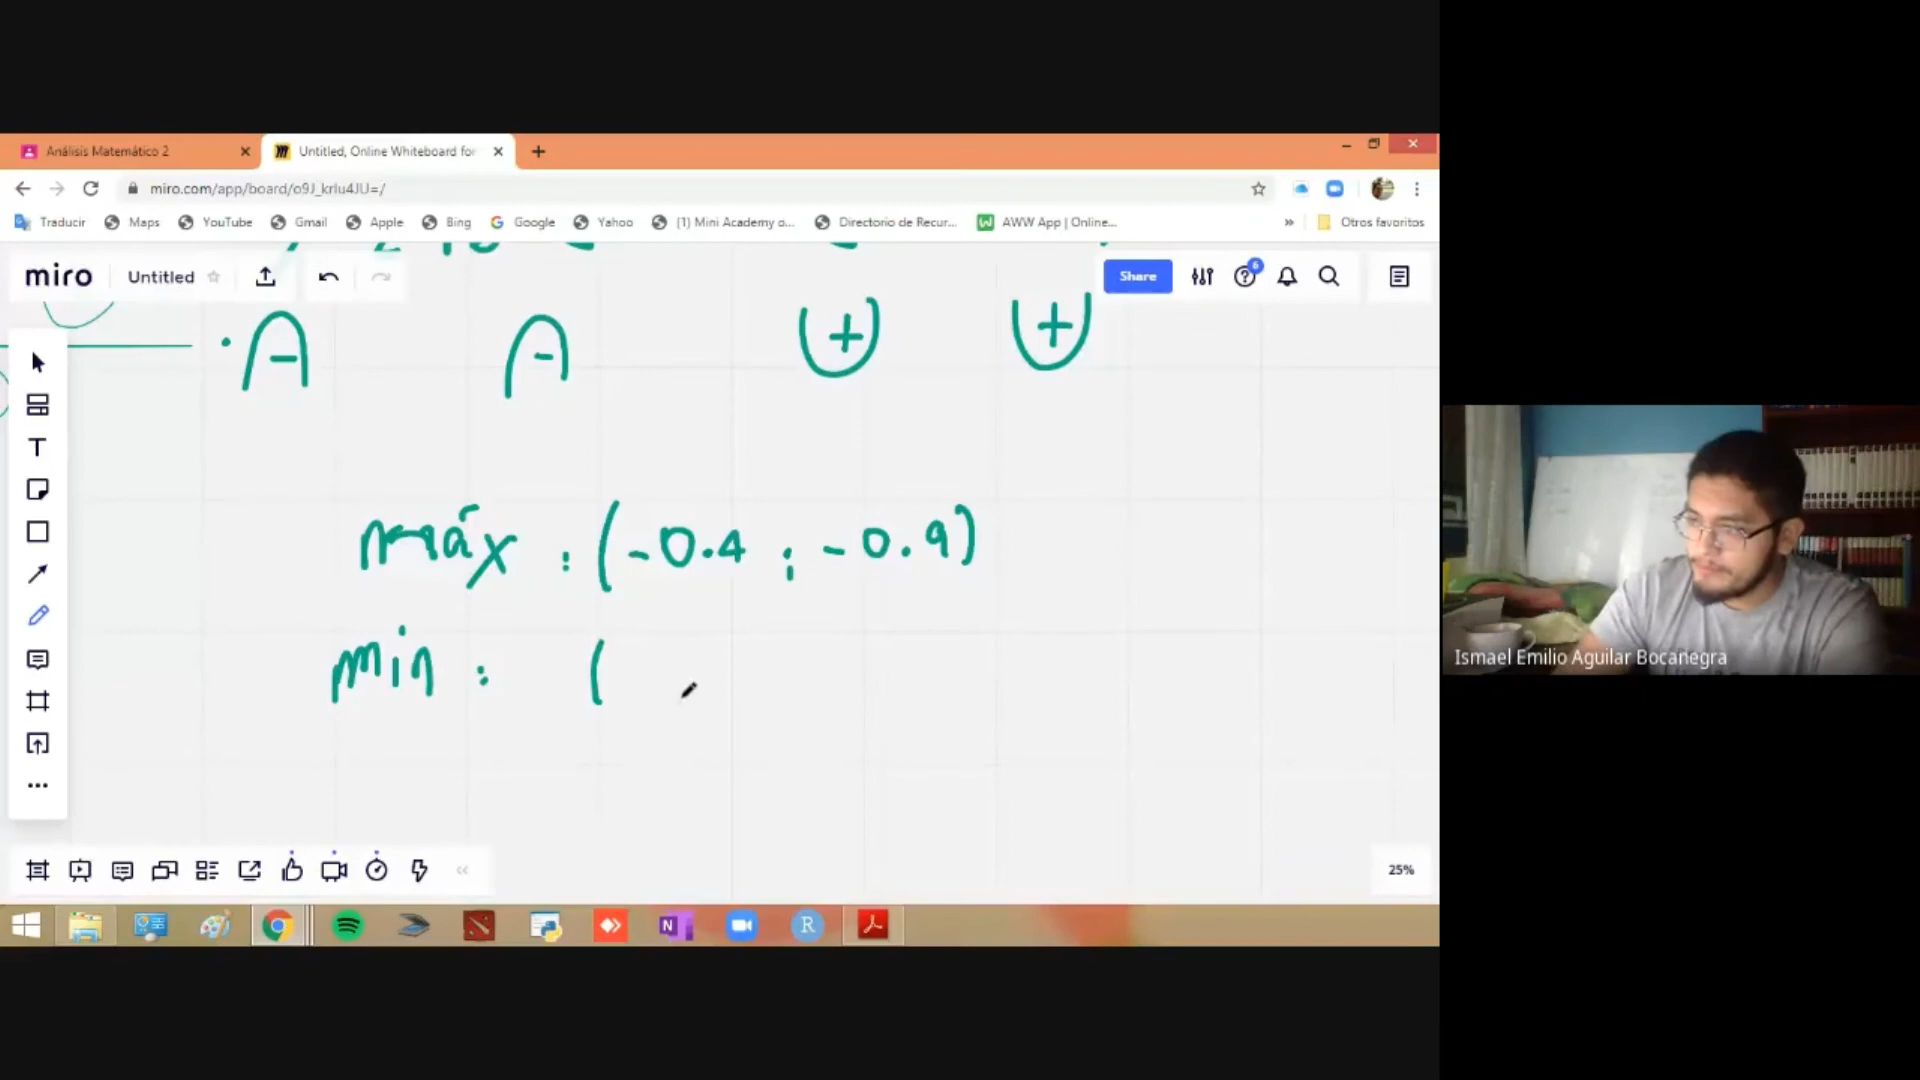 Análisis Matemático 2
Untitled, Online Whiteboard for
miro.com/app/board/o9J_krlu4JU=/
Traducir Maps YouTube Gmail Apple Bing Google Yahoo (1) Mini Academy o... Directorio de Recur... AWW App | Online... » Otros favoritos
miro Untitled Share 6
máx : (-0.4 ; -0.9)
min : (
25%
Ismael Emilio Aguilar Bocanegra